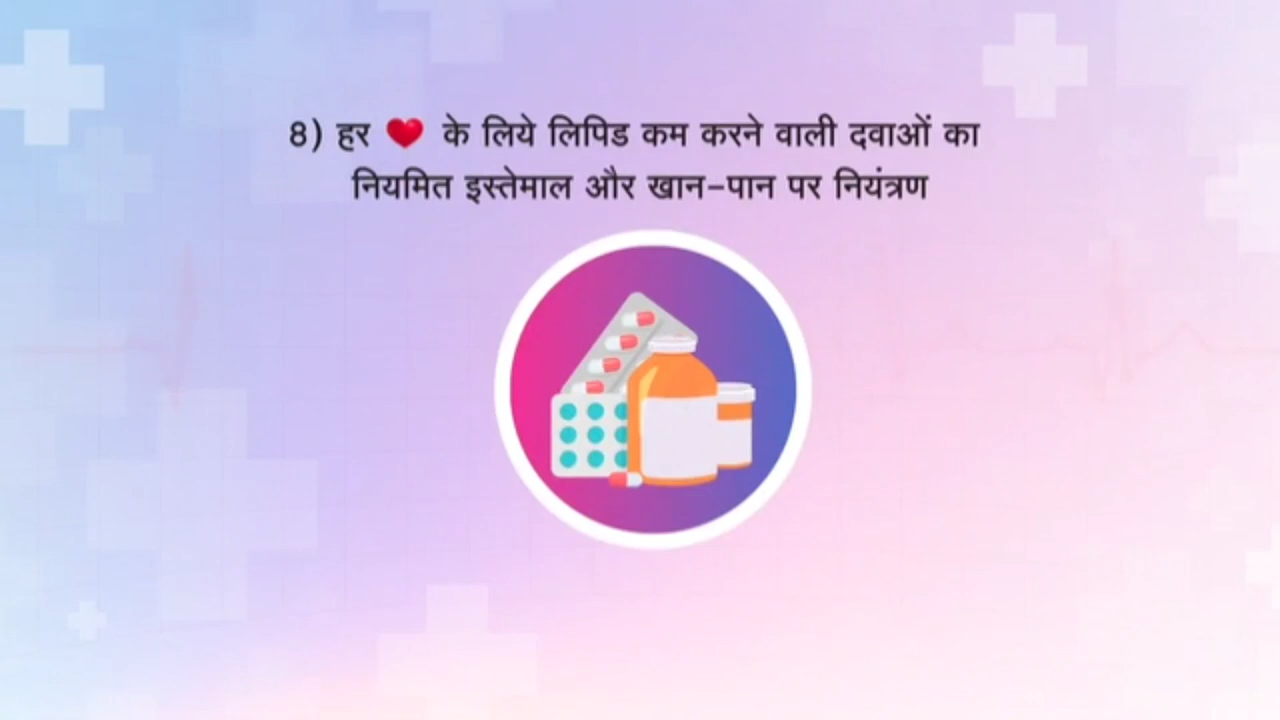 8) हर ❤️ के लिये लिपिड कम करने वाली दवाओं का
नियमित इस्तेमाल और खान-पान पर नियंत्रण